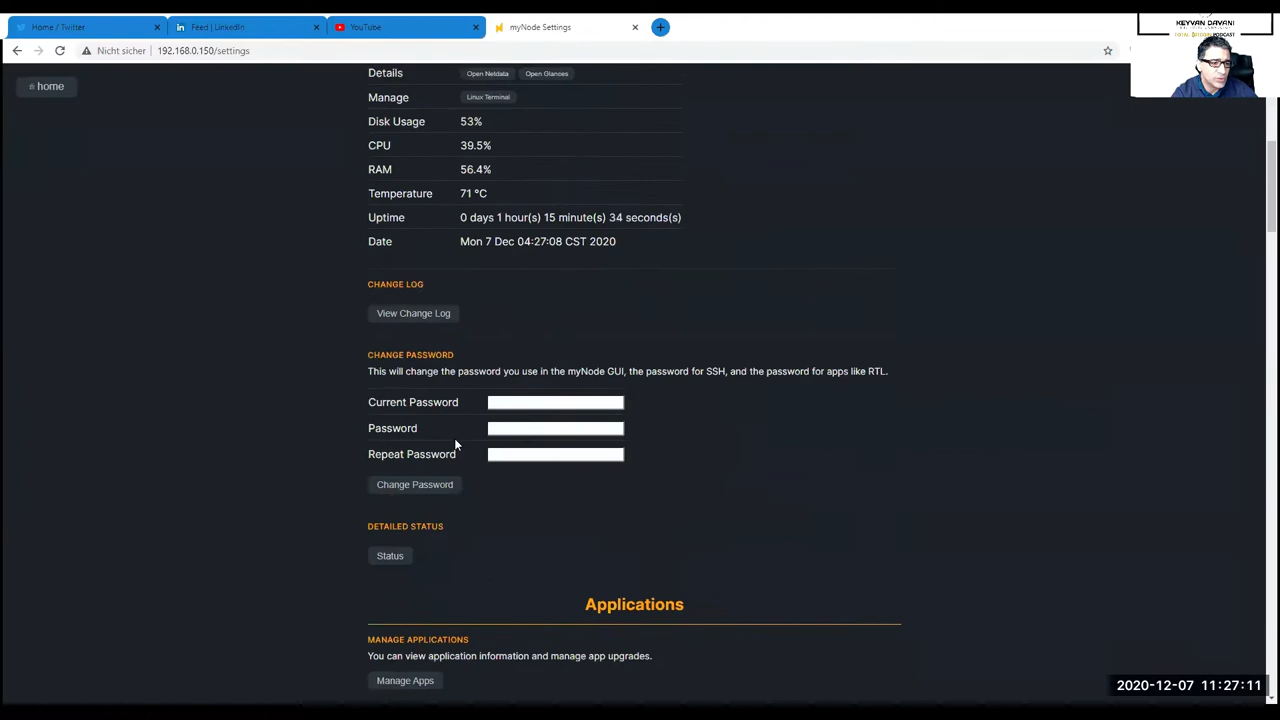 Home / Twitter
Feed | LinkedIn
YouTube
myNode Settings
KEYVAN DAVANI
TOTAL BITCOIN PODCAST
Nicht sicher
192.168.0.150/settings
home
Details Open Netdata Open Glances
Manage Linux Terminal
Disk Usage 53%
CPU 39.5%
RAM 56.4%
Temperature 71 °C
Uptime 0 days 1 hour(s) 15 minute(s) 34 seconds(s)
Date Mon 7 Dec 04:27:08 CST 2020
CHANGE LOG
View Change Log
CHANGE PASSWORD
This will change the password you use in the myNode GUI, the password for SSH, and the password for apps like RTL.
Current Password
Password
Repeat Password
Change Password
DETAILED STATUS
Status
Applications
MANAGE APPLICATIONS
You can view application information and manage app upgrades.
Manage Apps
2020-12-07 11:27:11